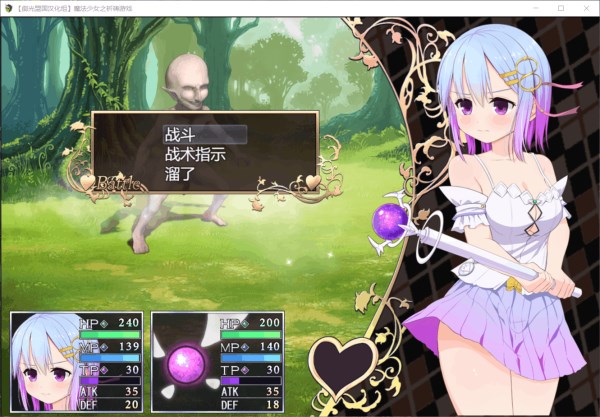 【御光盟国汉化组】魔法少女之祈祷游戏
战斗
战术指示
溜了
Battle
HP 240
MP 139
TP 30
ATK 35
DEF 20
HP 200
MP 140
TP 30
ATK 35
DEF 18